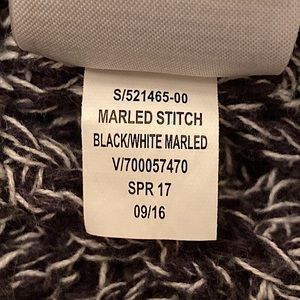 S/521465-00
MARLED STITCH
BLACK/WHITE MARLED
V/700057470
SPR 17
09/16